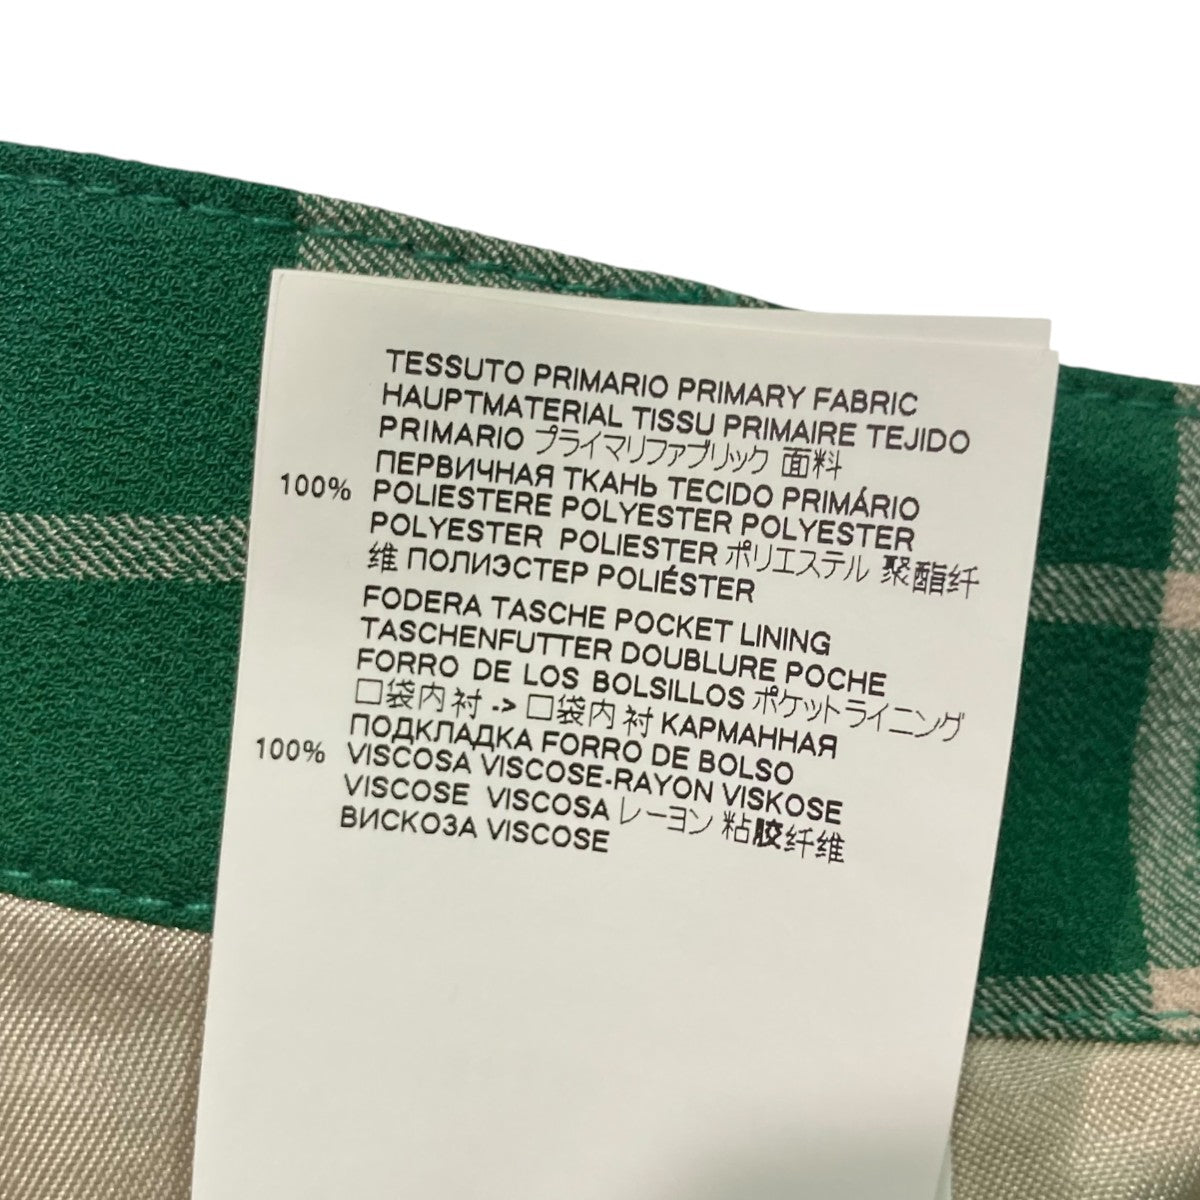 TESSUTO PRIMARIO PRIMARY FABRIC
HAUPTMATERIAL TISSU PRIMAIRE TEJIDO
PRIMARIO プライマリファブリック 面料
ПЕРВИЧНАЯ ТКАНЬ TECIDO PRIMÁRIO
100% POLIESTERE POLYESTER POLYESTER
POLYESTER POLIESTER ポリエステル 聚酯纤
维 ПОЛИЭСТЕР POLIÉSTER
FODERA TASCHE POCKET LINING
TASCHENFUTTER DOUBLURE POCHE
FORRO DE LOS BOLSILLOS ポケットライニング
口袋内衬 -> 口袋内衬 КАРМАННАЯ
ПОДКЛАДКА FORRO DE BOLSO
100% VISCOSA VISCOSE-RAYON VISKOSE
VISCOSE VISCOSA レーヨン 粘胶纤维
ВИСКОЗА VISCOSE